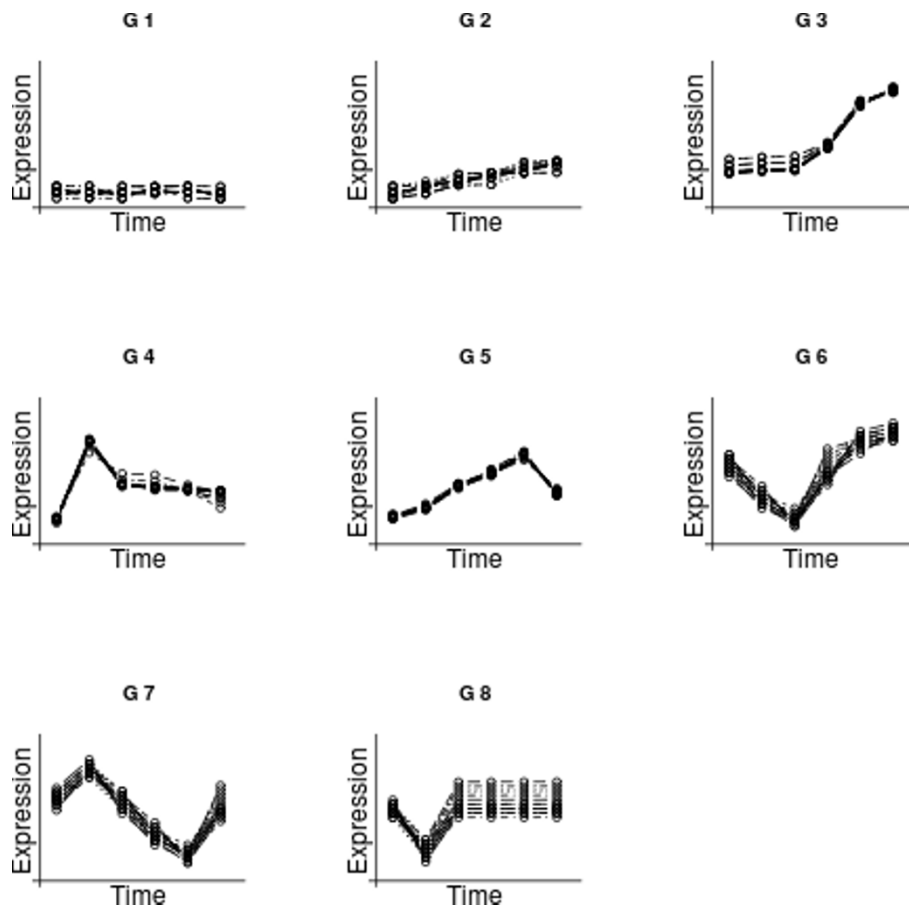 G 1
G 2
G 3
Expression
Expression
Expression
Time
Time
Time
G 4
G 5
G 6
Expression
Expression
Expression
Time
Time
Time
G 7
G 8
Expression
Expression
Time
Time